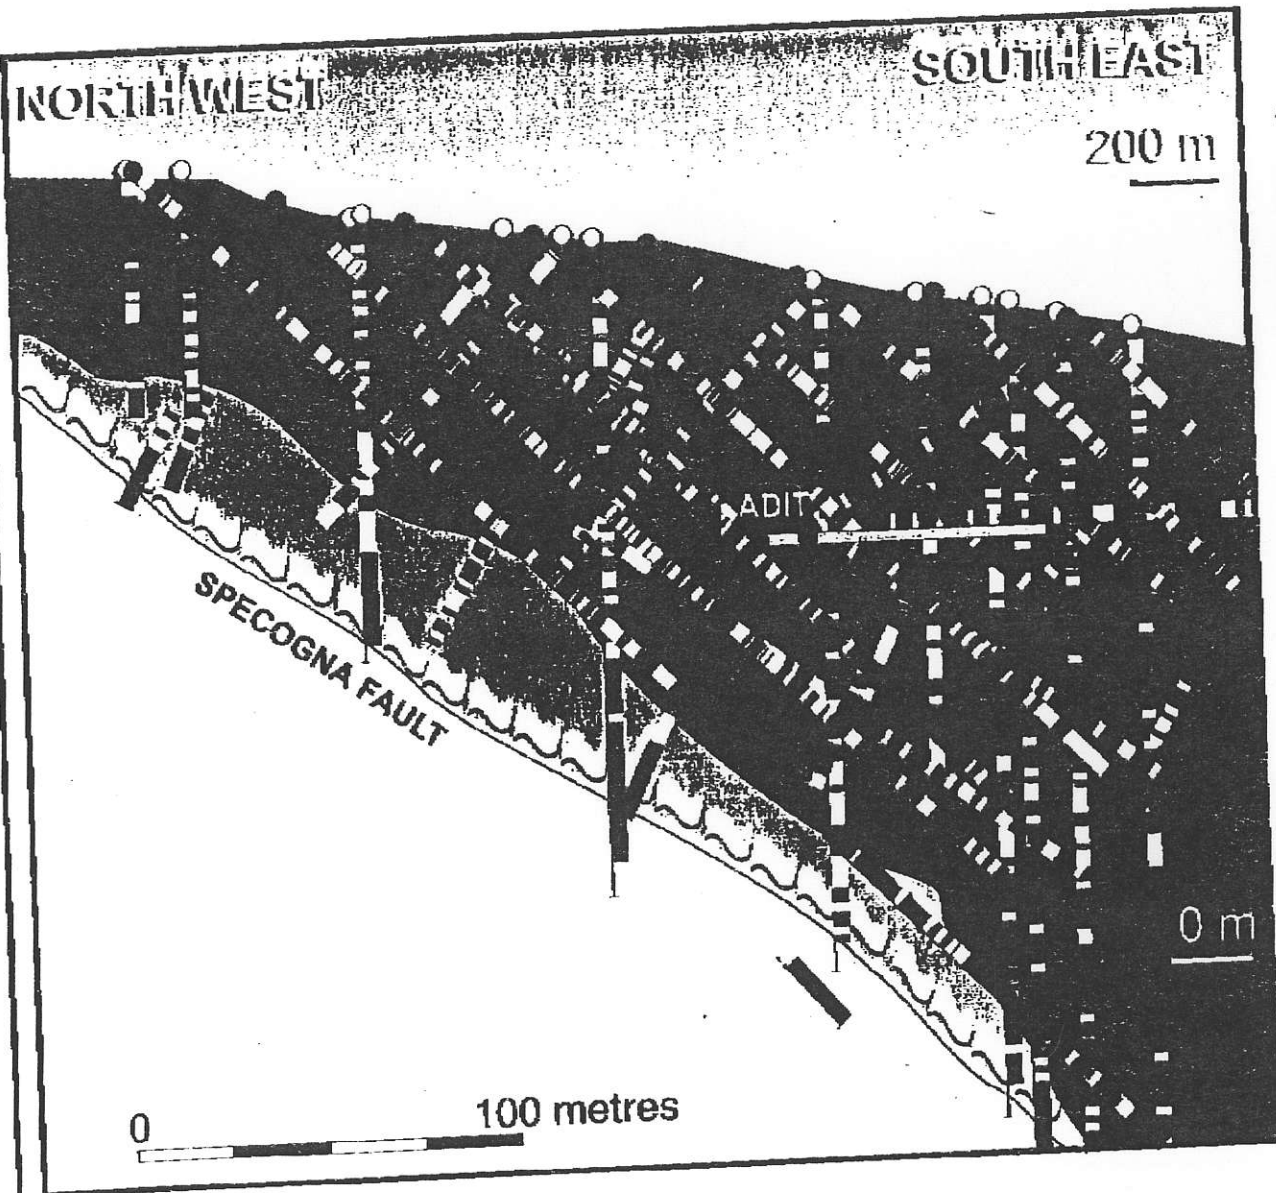 NORTHWEST
SOUTHEAST
200 m
ADIT
SPECOGNA FAULT
0 m
0
100 metres